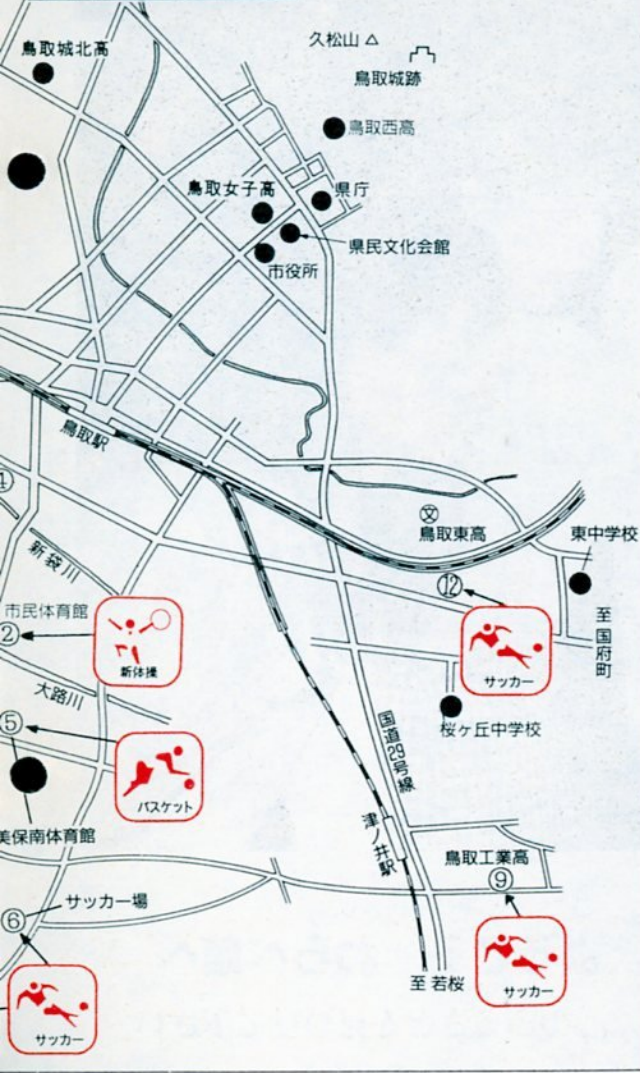 久松山
鳥取城跡
鳥取城北高
鳥取西高
鳥取女子高
県庁
県民文化会館
市役所
鳥取駅
④
新袋川
文
鳥取東高
東中学校
⑫
至国府町
サッカー
市民体育館
②
新体操
大路川
⑤
バスケット
美保南体育館
桜ヶ丘中学校
国道29号線
津ノ井駅
鳥取工業高
⑨
サッカー
サッカー場
⑥
サッカー
至若桜